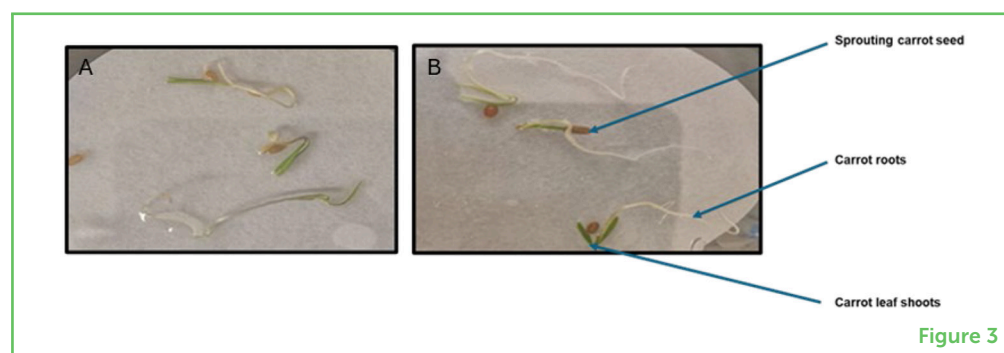 A
B
Sprouting carrot seed
Carrot roots
Carrot leaf shoots
Figure 3